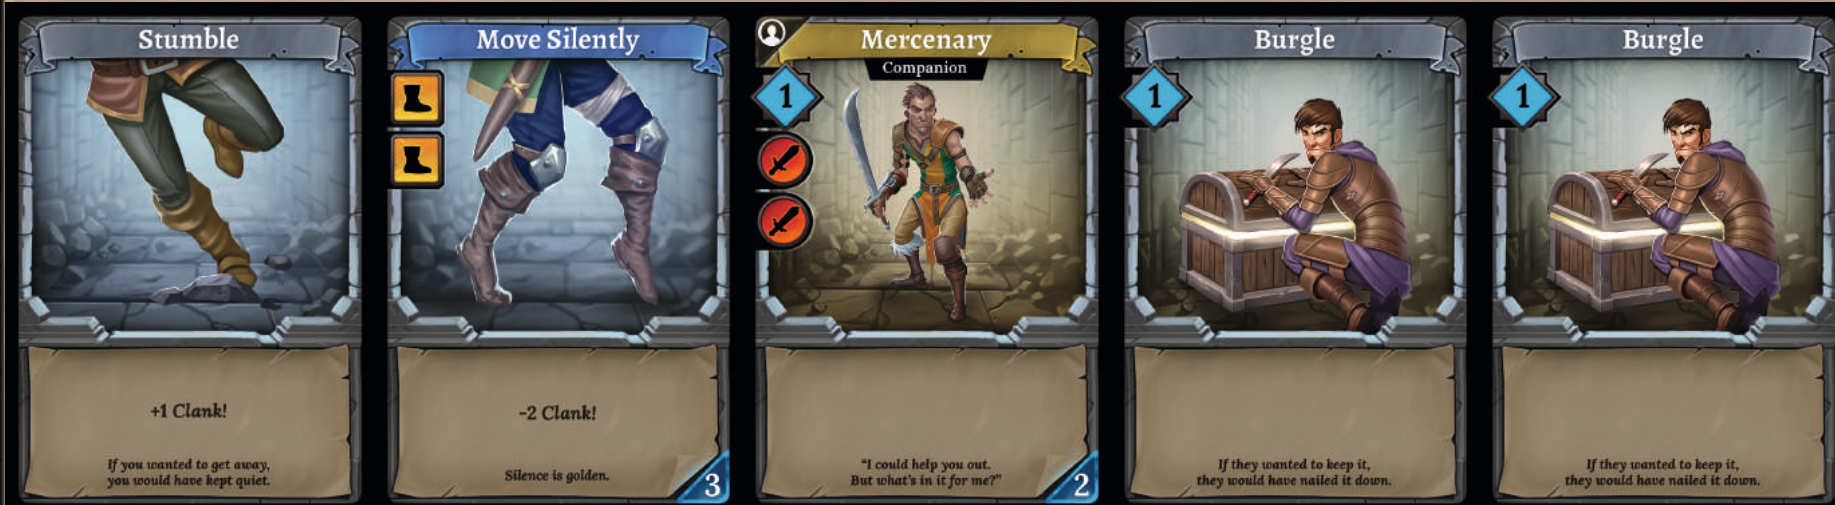 Stumble
+1 Clank!
If you wanted to get away,
you would have kept quiet.
Move Silently
-2 Clank!
Silence is golden.
3
Mercenary
Companion
1
"I could help you out.
But what's in it for me?"
2
Burgle
1
If they wanted to keep it,
they would have nailed it down.
Burgle
1
If they wanted to keep it,
they would have nailed it down.